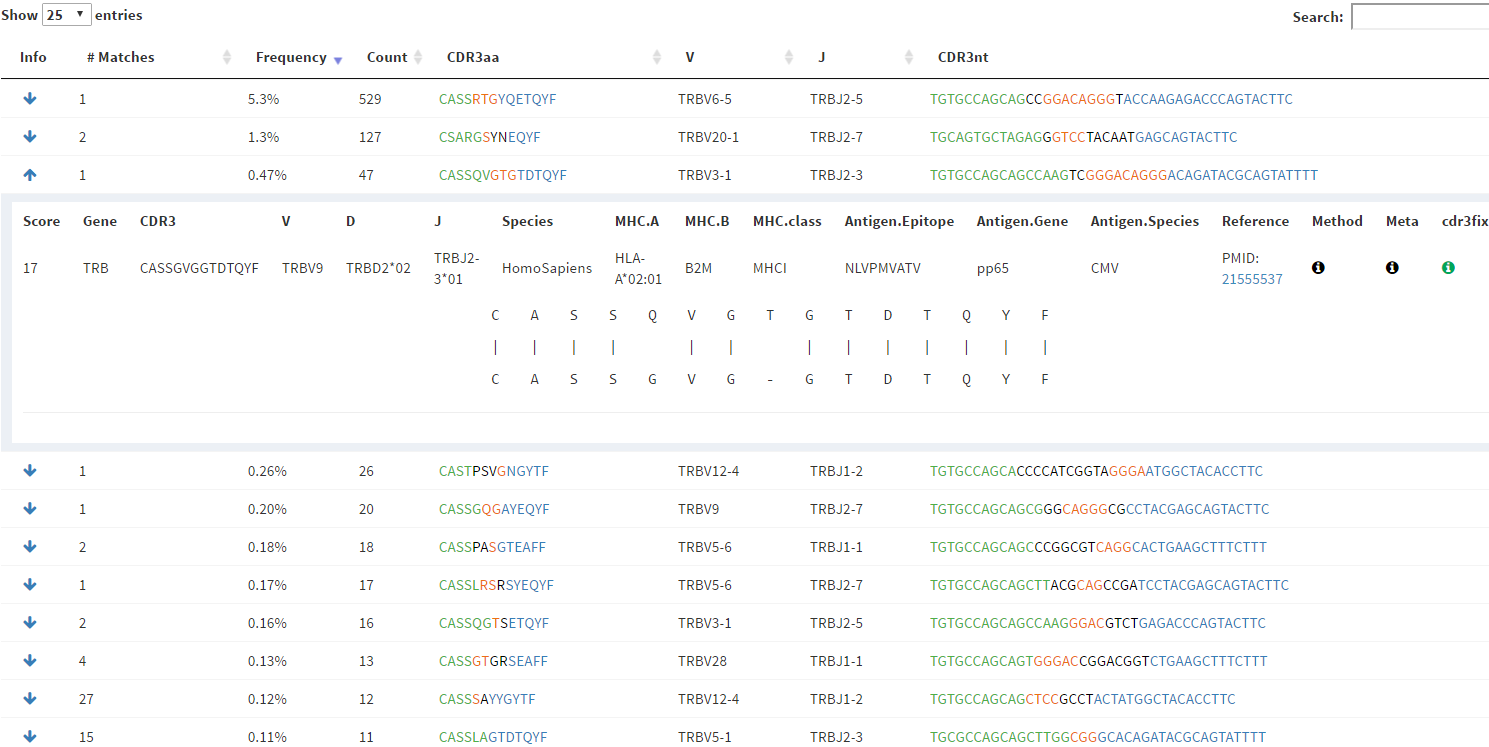 Show 25 entries
Search:
Info # Matches Frequency Count CDR3aa V J CDR3nt
1 5.3% 529 CASSRTGYQETQYF TRBV6-5 TRBJ2-5 TGTGCCAGCAGCCGGACAGGGTACCAAGAGACCCAGTACTTC
2 1.3% 127 CSARGSYNEQYF TRBV20-1 TRBJ2-7 TGCAGTGCTAGAGGGTCCTACAATGAGCAGTACTTC
1 0.47% 47 CASSQVGTGTDTQYF TRBV3-1 TRBJ2-3 TGTGCCAGCAGCCAAGTCGGGACAGGGACAGATACGCAGTATTTT
Score Gene CDR3 V D J Species MHC.A MHC.B MHC.class Antigen.Epitope Antigen.Gene Antigen.Species Reference Method Meta cdr3fix
17 TRB CASSGVGGTDTQYF TRBV9 TRBD2*02 TRBJ2-3*01 HomoSapiens HLA-A*02:01 B2M MHCI NLVPMVATV pp65 CMV PMID: 21555537
C A S S Q V G T G T D T Q Y F
| | | | | | | | | | | | |
C A S S G V G - G T D T Q Y F
1 0.26% 26 CASTPSVGNGYTF TRBV12-4 TRBJ1-2 TGTGCCAGCACCCCATCGGTAGGGAATGGCTACACCTTC
1 0.20% 20 CASSGQGAYEQYF TRBV9 TRBJ2-7 TGTGCCAGCAGCGGGCAGGGCGCCTACGAGCAGTACTTC
2 0.18% 18 CASSPASGTEAFF TRBV5-6 TRBJ1-1 TGTGCCAGCAGCCCGGCGTCAGGCACTGAAGCTTTCTTT
1 0.17% 17 CASSLRSRSYEQYF TRBV5-6 TRBJ2-7 TGTGCCAGCAGCTTACGCAGCCGATCCTACGAGCAGTACTTC
2 0.16% 16 CASSQGTSETQYF TRBV3-1 TRBJ2-5 TGTGCCAGCAGCCAAGGGACGTCTGAGACCCAGTACTTC
4 0.13% 13 CASSGTGRSEAFF TRBV28 TRBJ1-1 TGTGCCAGCAGTGGGACCGGACGGTCTGAAGCTTTCTTT
27 0.12% 12 CASSSAYYGYTF TRBV12-4 TRBJ1-2 TGTGCCAGCAGCTCCGCCTACTATGGCTACACCTTC
15 0.11% 11 CASSLAGTDTQYF TRBV5-1 TRBJ2-3 TGCGCCAGCAGCTTGGCGGGCACAGATACGCAGTATTTT